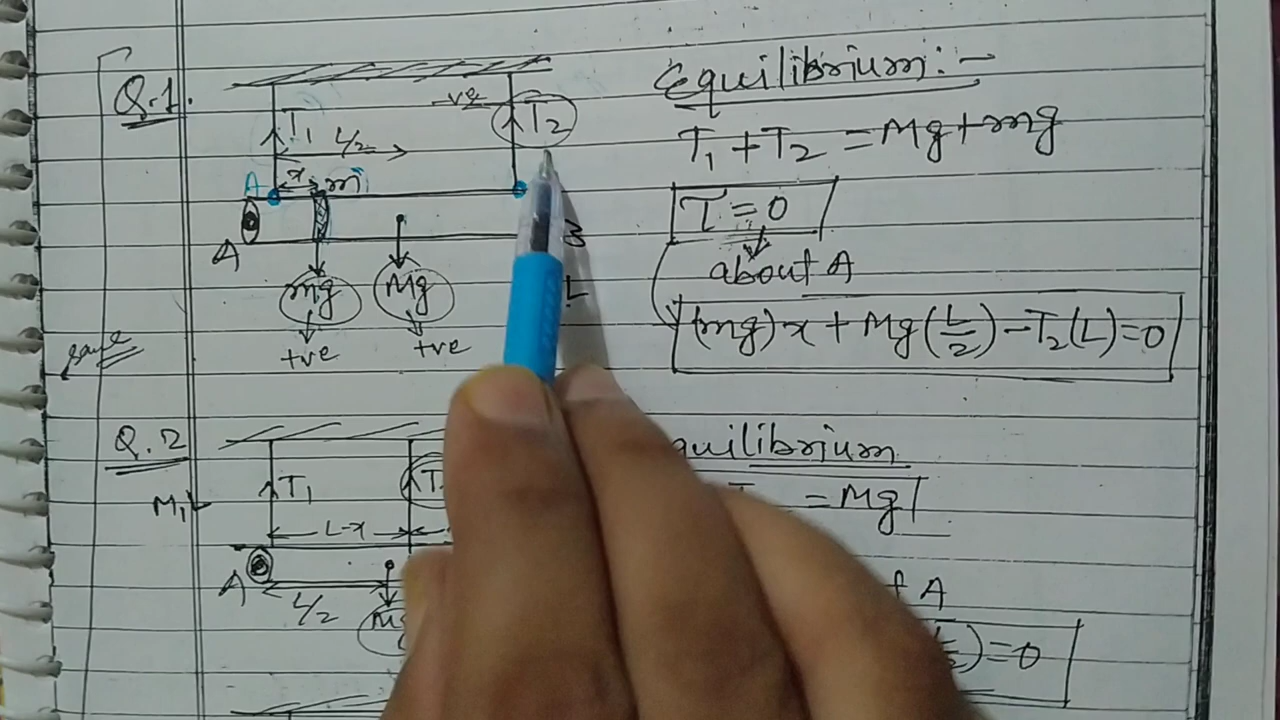 Q.1.
-ve
T1
T2
L/2
A
x
m
A
B
mg
Mg
L
+ve
+ve
same
Equilibrium:-
T1 + T2 = Mg + mg
τ = 0
about A
(mg)x + Mg(L/2) - T2(L) = 0
Q.2
M,
T1
T
L-x
A
L/2
quilibrium
= Mg
A
) = 0